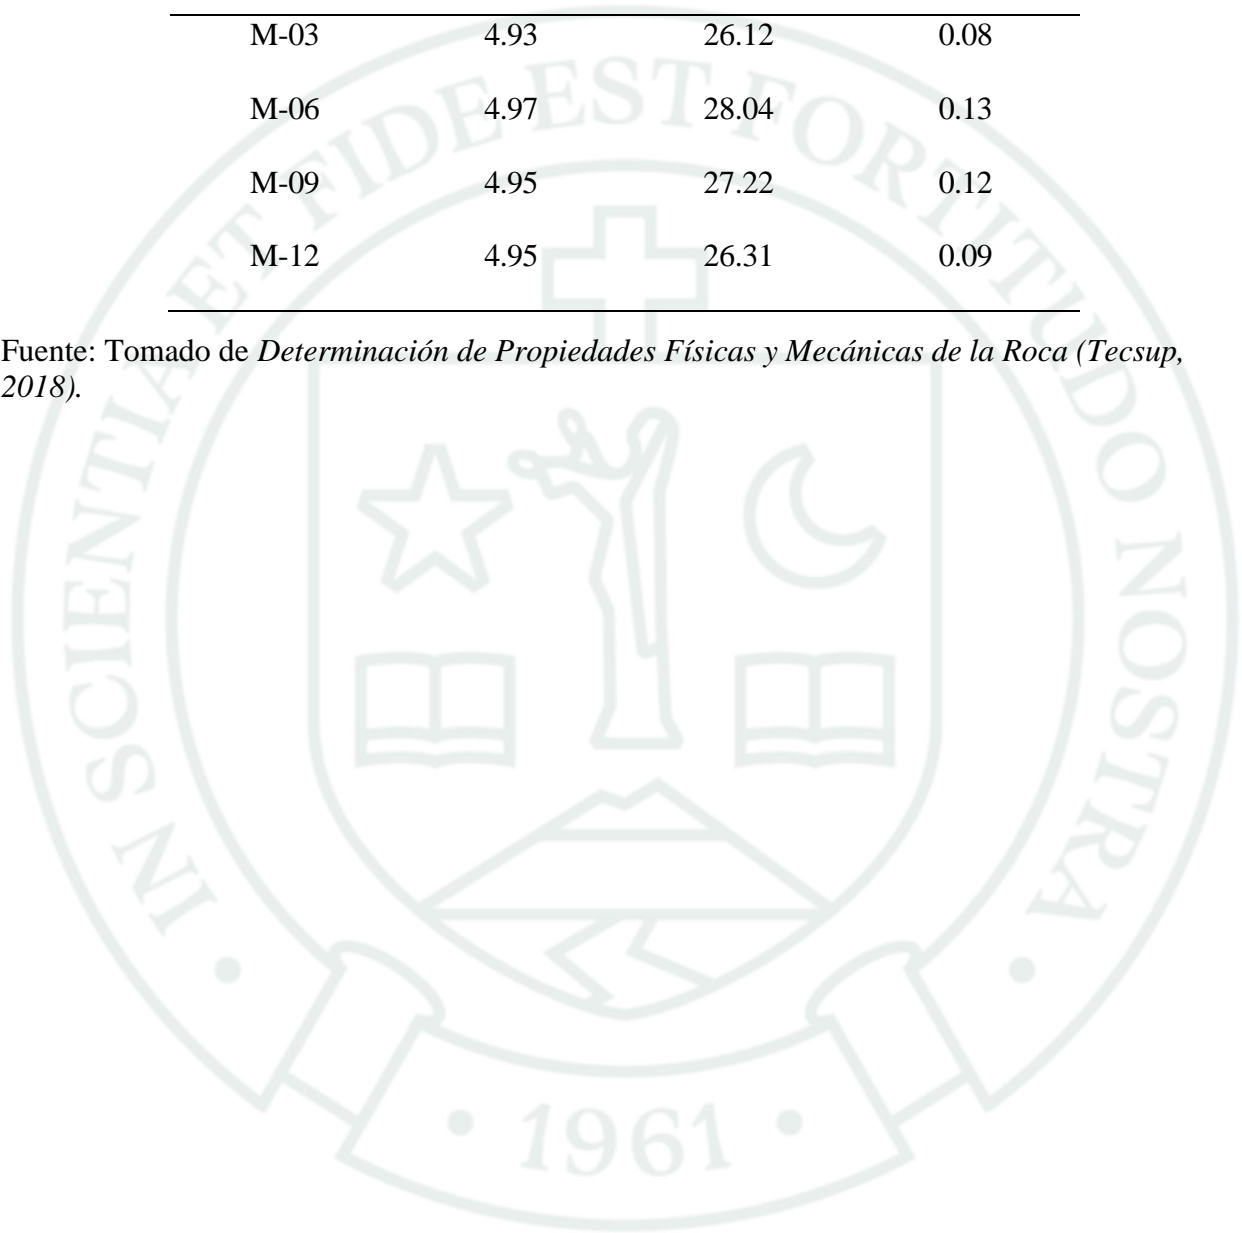 M-03 4.93 26.12 0.08
M-06 4.97 28.04 0.13
M-09 4.95 27.22 0.12
M-12 4.95 26.31 0.09
Fuente: Tomado de Determinación de Propiedades Físicas y Mecánicas de la Roca (Tecsup,
2018).
IN SCIENTIA ET FIDE EST FORTITUDO NOSTRA
• 1961 •